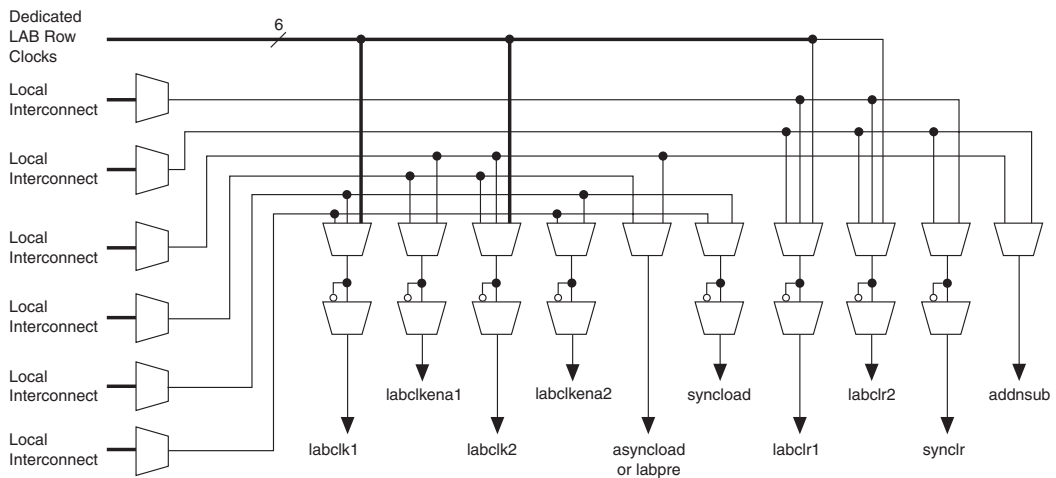 Dedicated
LAB Row
Clocks
6
Local
Interconnect
Local
Interconnect
Local
Interconnect
Local
Interconnect
Local
Interconnect
Local
Interconnect
labclkena1
labclkena2
syncload
labclr2
addnsub
labclk1
labclk2
asyncload
or labpre
labclr1
synclr